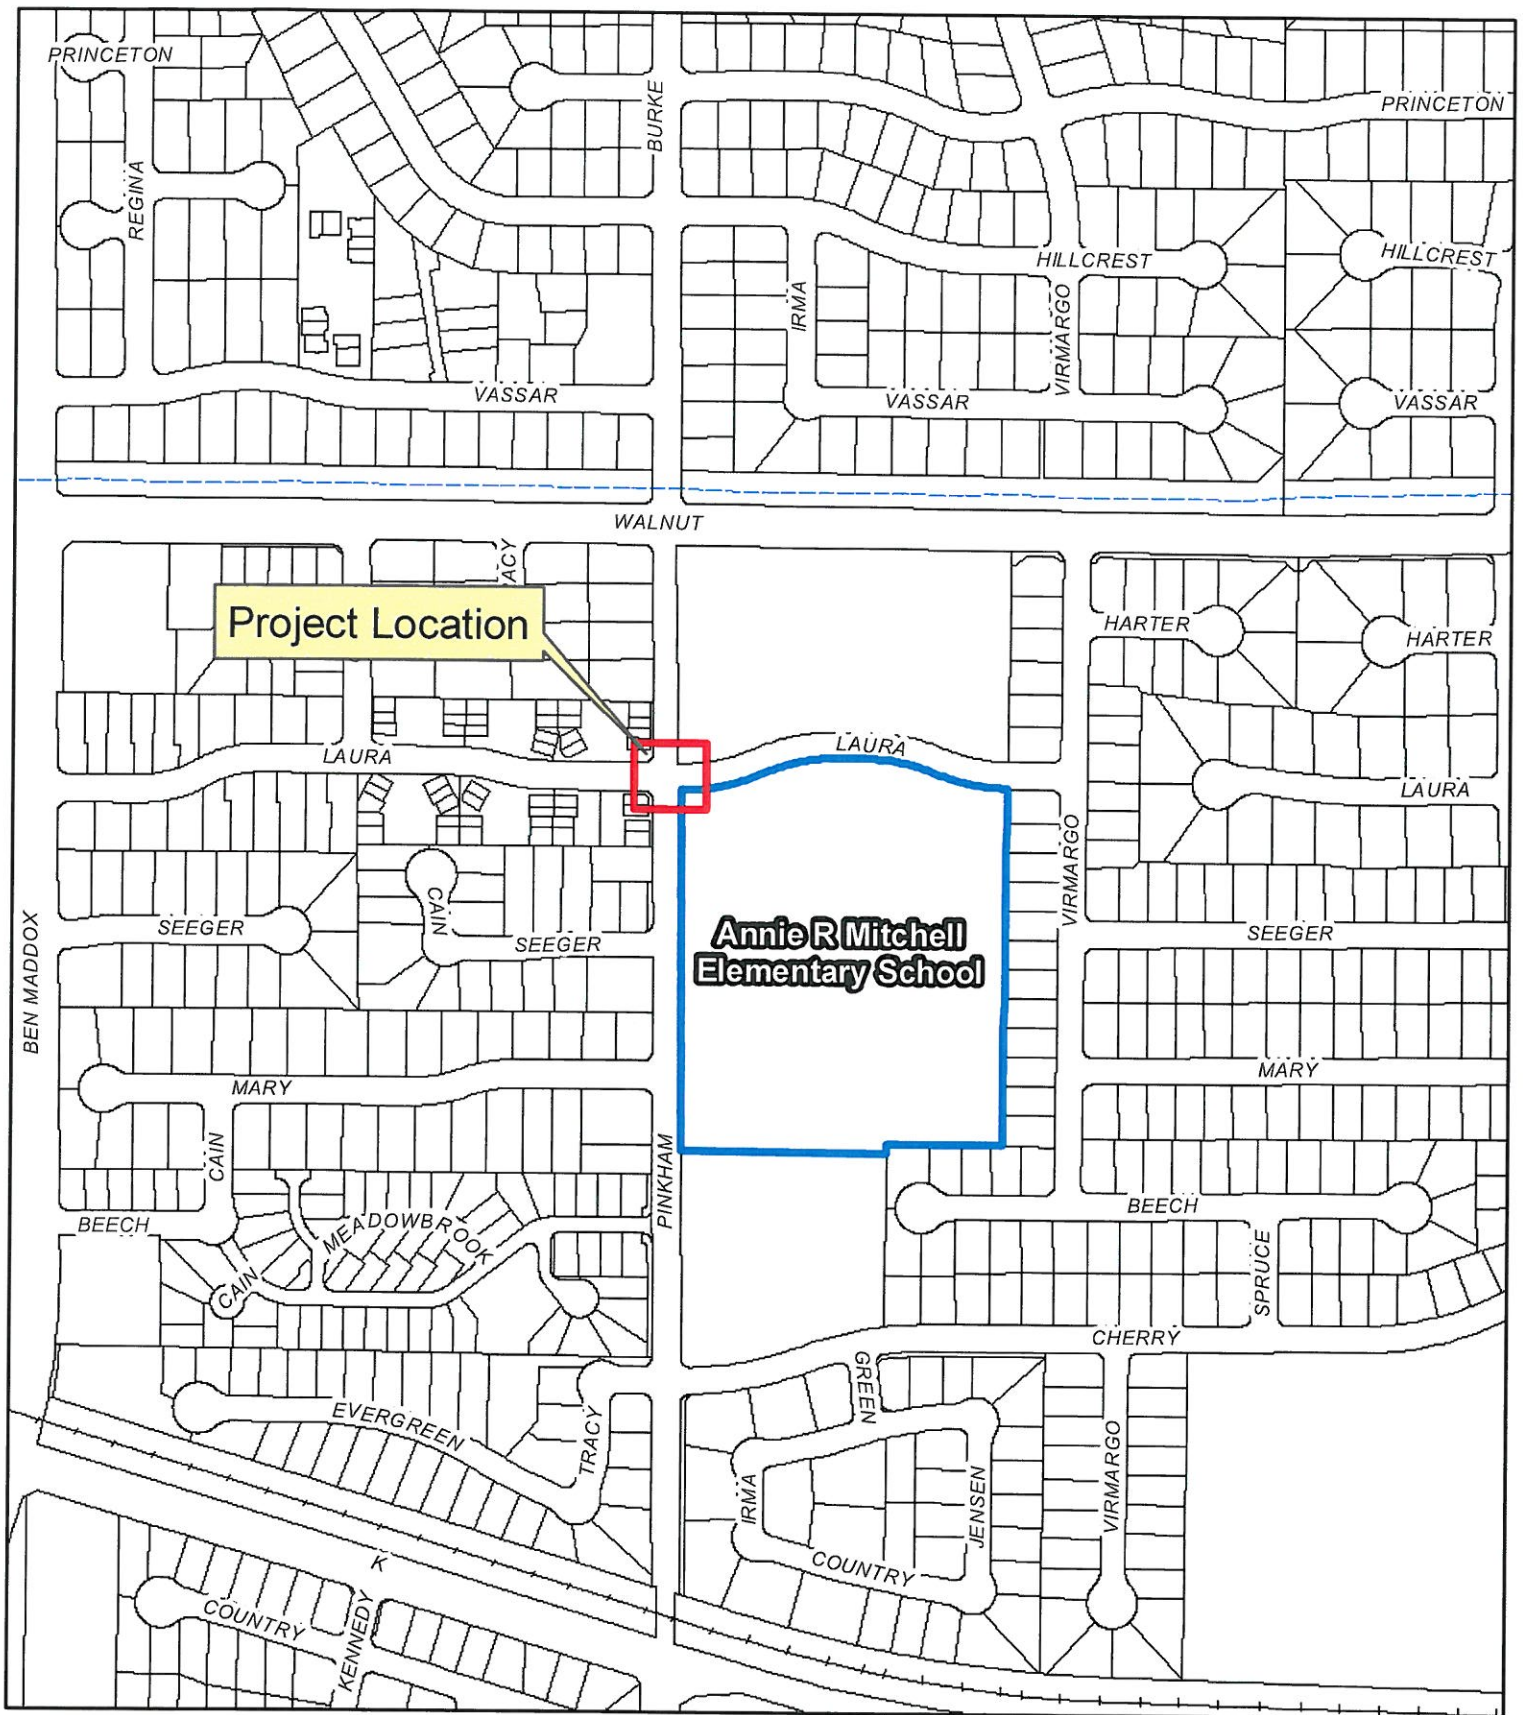 PRINCETON
BURKE
PRINCETON
REGINA
HILLCREST
HILLCREST
IRMA
VIRMARGO
VASSAR
VASSAR
VASSAR
WALNUT
ACY
Project Location
HARTER
HARTER
LAURA
LAURA
LAURA
VIRMARGO
CAIN
SEEGER
SEEGER
SEEGER
Annie R Mitchell
Elementary School
BEN MADDOX
MARY
MARY
CAIN
PINKHAM
BEECH
MEADOWBROOK
BEECH
SPRUCE
CAIN
CHERRY
GREEN
EVERGREEN
TRACY
IRMA
JENSEN
VIRMARGO
K
COUNTRY
COUNTRY
KENNEDY